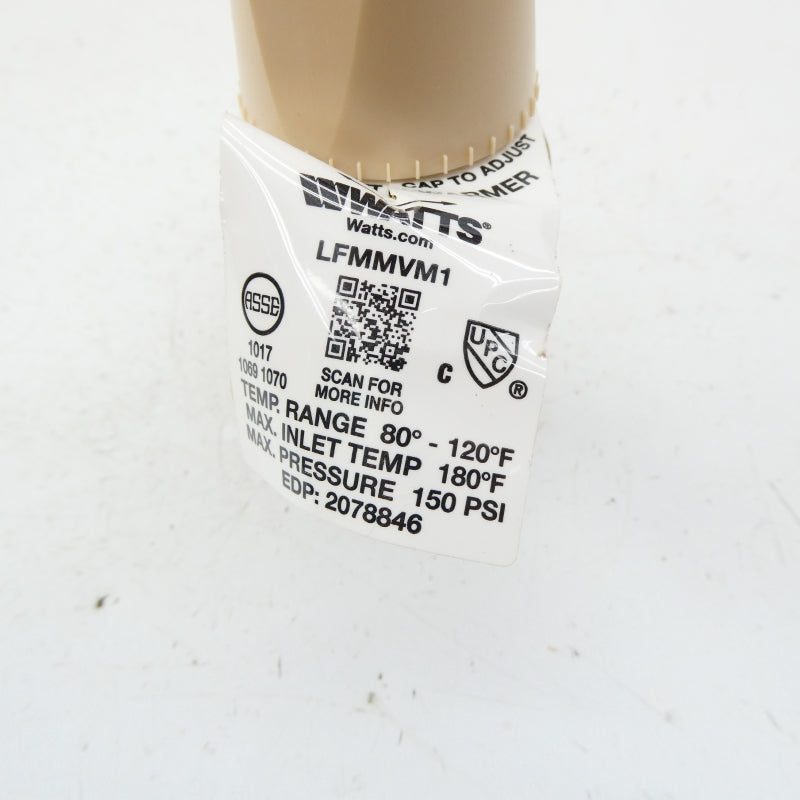 CAP TO ADJUST
WATTS®
Watts.com
LFMMVM1
ASSE
1017
1069 1070
SCAN FOR
MORE INFO
C UPC ®
TEMP. RANGE 80° - 120°F
MAX. INLET TEMP 180°F
MAX. PRESSURE 150 PSI
EDP: 2078846